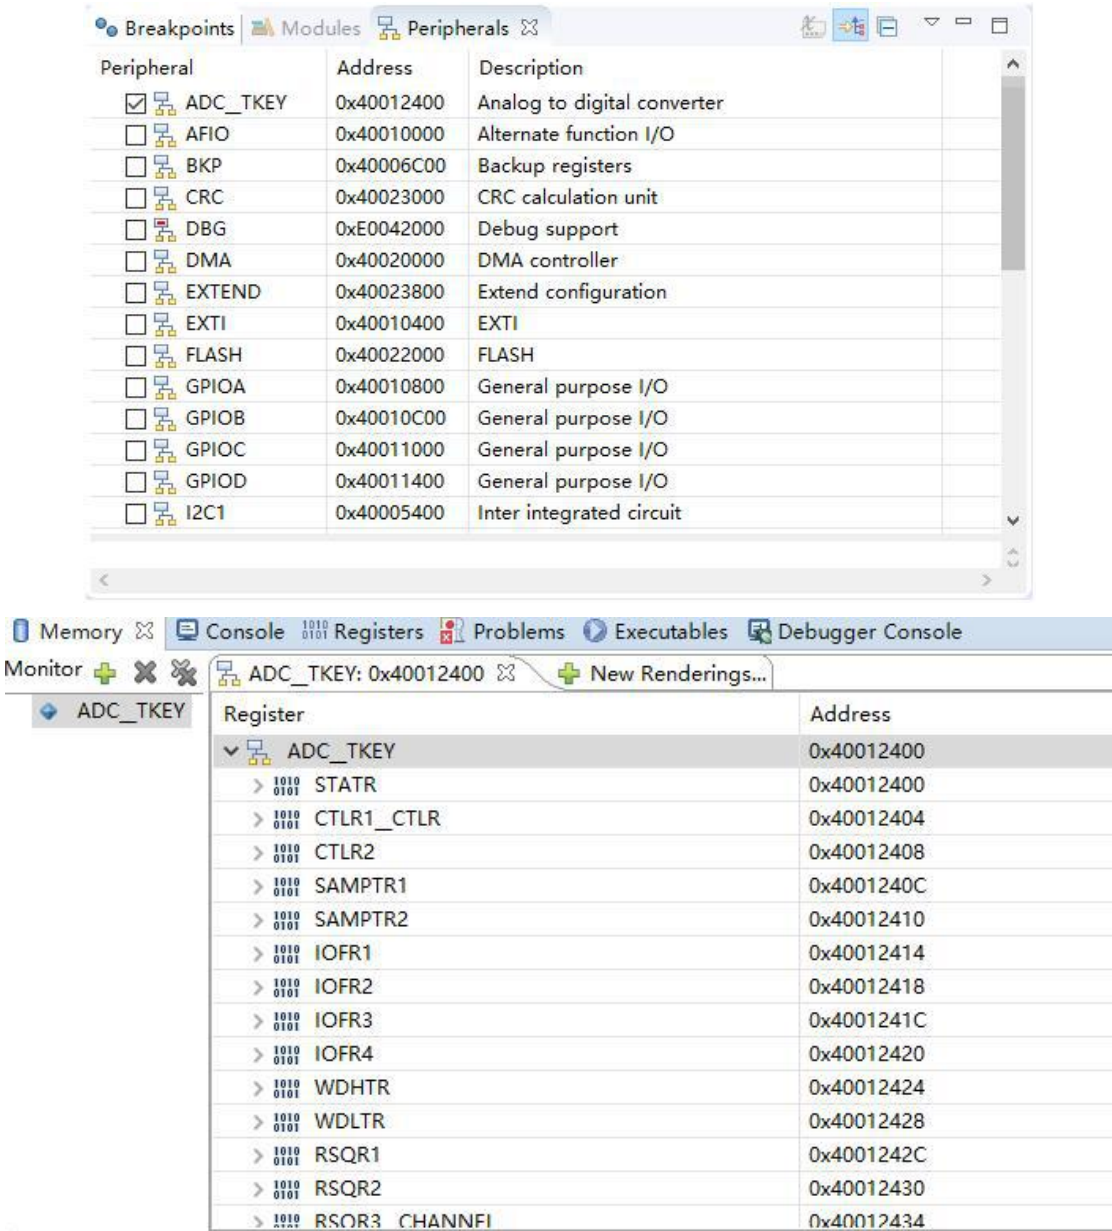 Breakpoints Modules Peripherals
Peripheral Address Description
ADC_TKEY 0x40012400 Analog to digital converter
AFIO 0x40010000 Alternate function I/O
BKP 0x40006C00 Backup registers
CRC 0x40023000 CRC calculation unit
DBG 0xE0042000 Debug support
DMA 0x40020000 DMA controller
EXTEND 0x40023800 Extend configuration
EXTI 0x40010400 EXTI
FLASH 0x40022000 FLASH
GPIOA 0x40010800 General purpose I/O
GPIOB 0x40010C00 General purpose I/O
GPIOC 0x40011000 General purpose I/O
GPIOD 0x40011400 General purpose I/O
I2C1 0x40005400 Inter integrated circuit
Memory Console Registers Problems Executables Debugger Console
Monitor ADC_TKEY: 0x40012400 New Renderings...
ADC_TKEY Register Address
ADC_TKEY 0x40012400
STATR 0x40012400
CTLR1_CTLR 0x40012404
CTLR2 0x40012408
SAMPTR1 0x4001240C
SAMPTR2 0x40012410
IOFR1 0x40012414
IOFR2 0x40012418
IOFR3 0x4001241C
IOFR4 0x40012420
WDHTR 0x40012424
WDLTR 0x40012428
RSQR1 0x4001242C
RSQR2 0x40012430
RSQR3_CHANNEL 0x40012434